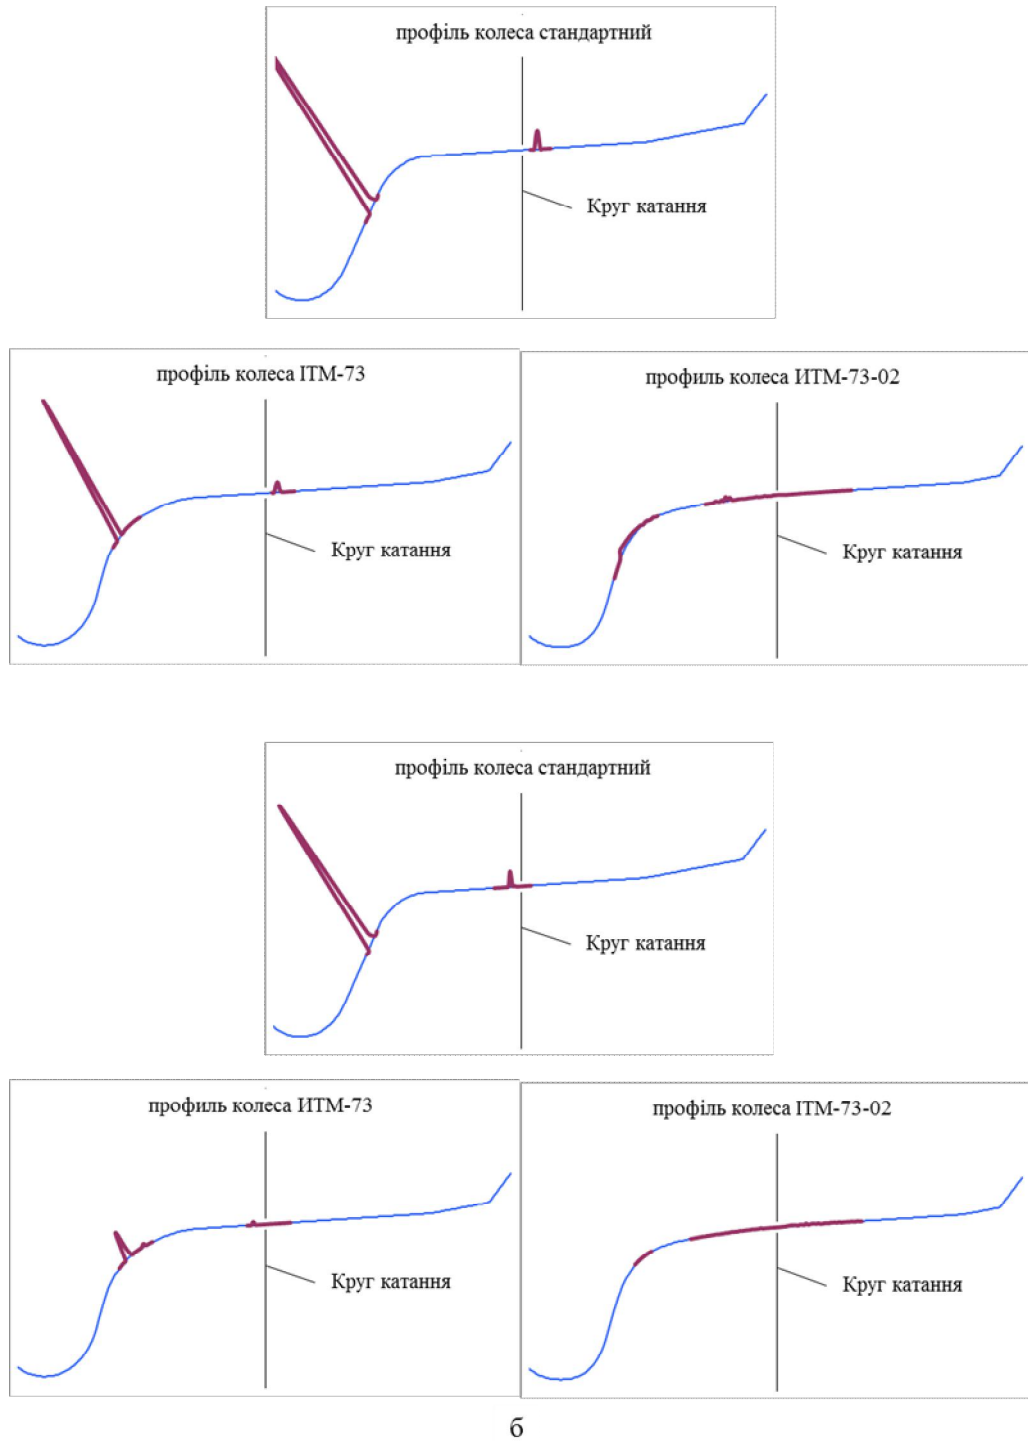 профіль колеса стандартний
Круг катання
профіль колеса ІТМ-73
Круг катання
профиль колеса ИТМ-73-02
Круг катання
профіль колеса стандартний
Круг катання
профиль колеса ИТМ-73
Круг катання
профіль колеса ІТМ-73-02
Круг катання
б